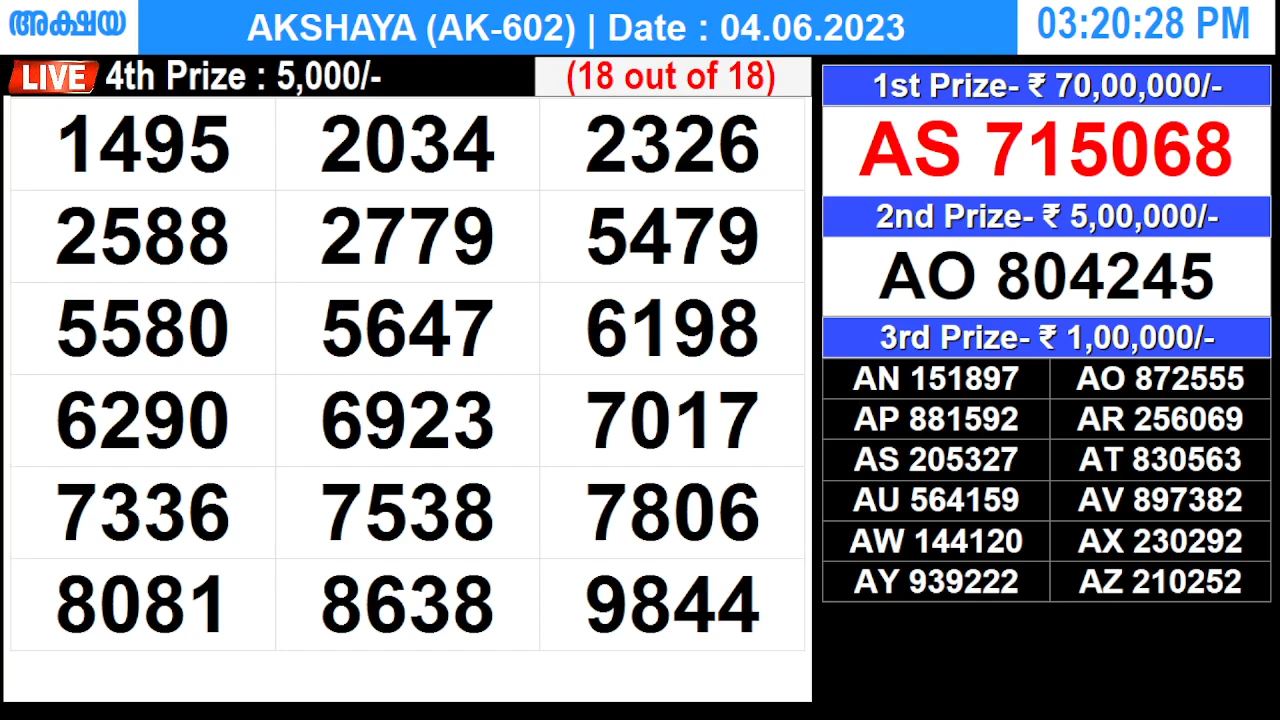 അക്ഷയ
AKSHAYA (AK-602) | Date : 04.06.2023
03:20:28 PM
LIVE 4th Prize : 5,000/- (18 out of 18)
1495 2034 2326
2588 2779 5479
5580 5647 6198
6290 6923 7017
7336 7538 7806
8081 8638 9844
1st Prize- ₹ 70,00,000/-
AS 715068
2nd Prize- ₹ 5,00,000/-
AO 804245
3rd Prize- ₹ 1,00,000/-
AN 151897 AO 872555
AP 881592 AR 256069
AS 205327 AT 830563
AU 564159 AV 897382
AW 144120 AX 230292
AY 939222 AZ 210252